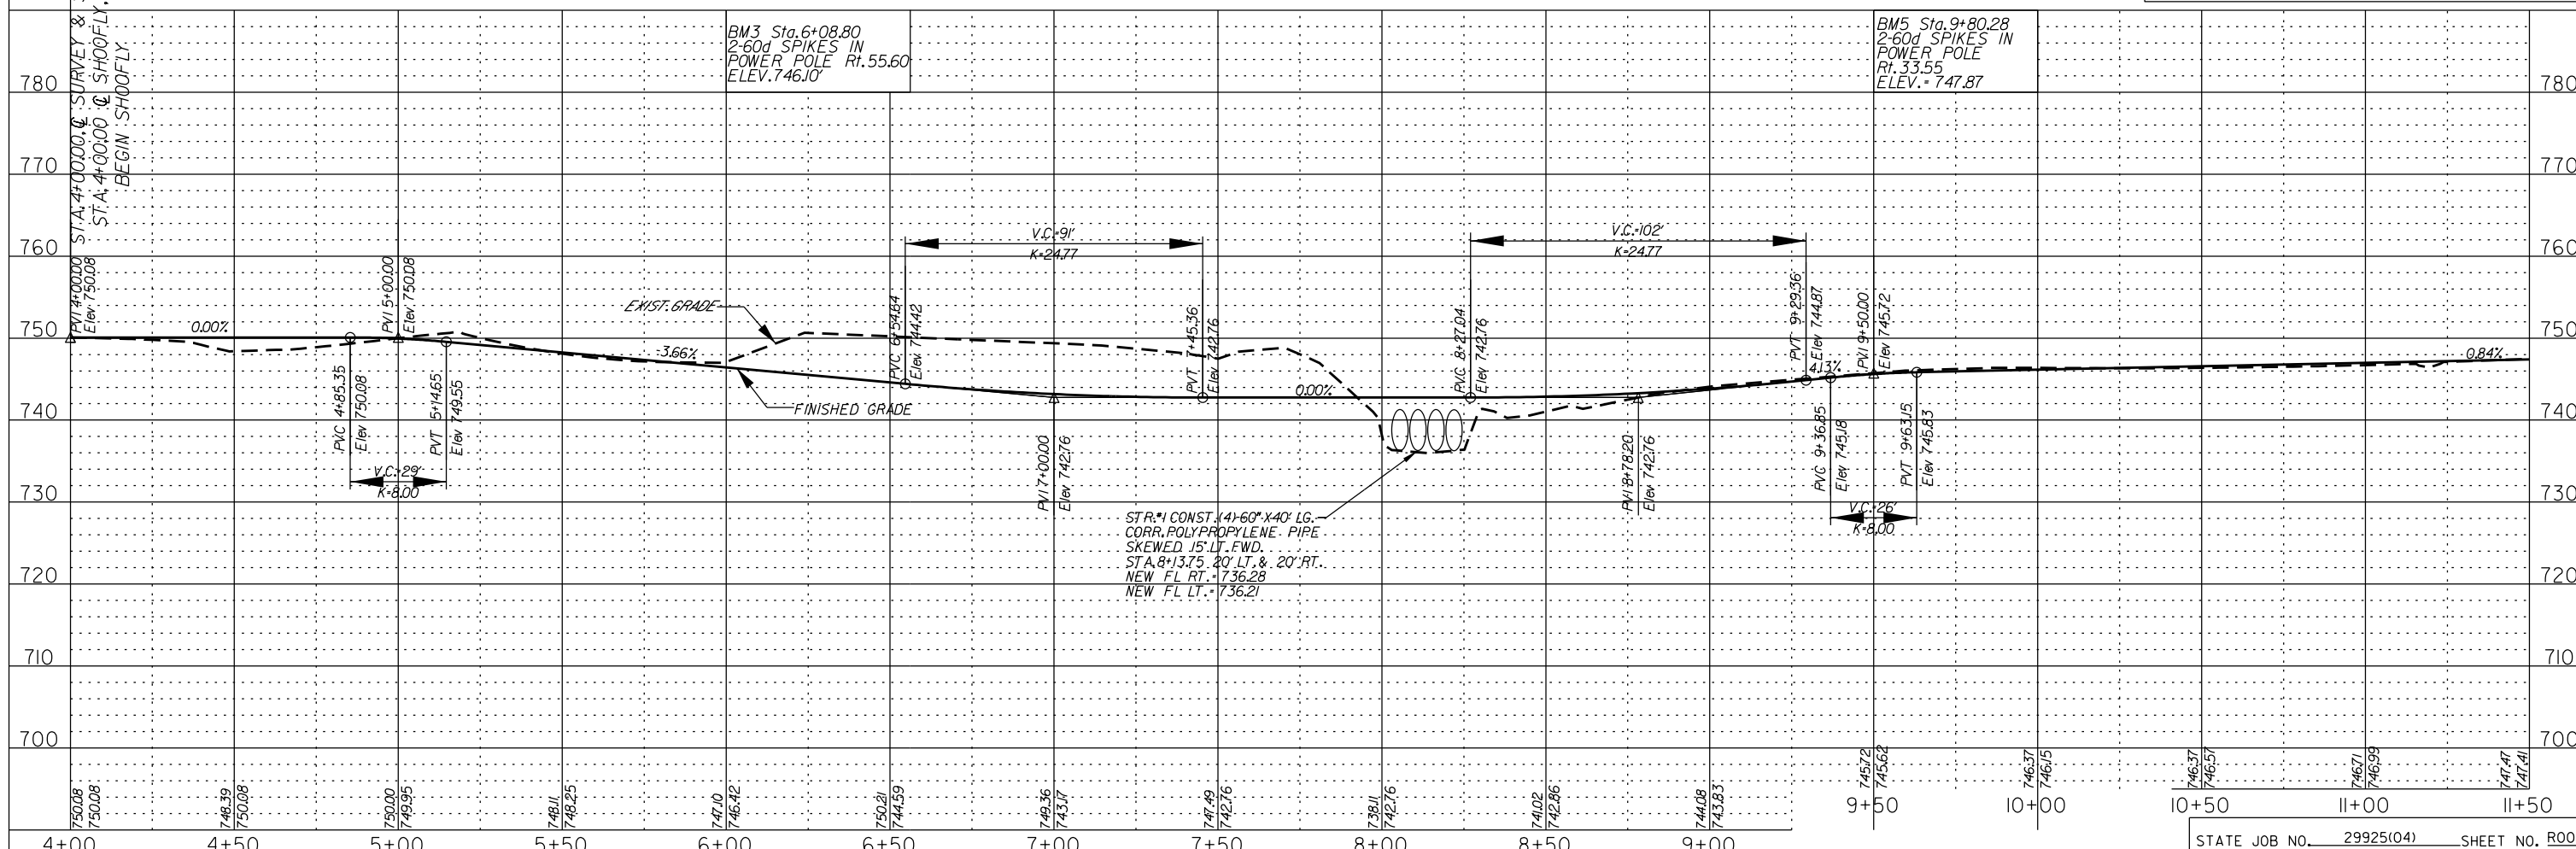 STA.4+00.00 ℄ SURVEY &
STA.4+00.00 ℄ SHOOFLY.
BEGIN SHOOFLY
BM3 Sta.6+08.80
2-60d SPIKES IN
POWER POLE Rt.55.60
ELEV.746.10'
BM5 Sta.9+80.28
2-60d SPIKES IN
POWER POLE
Rt.33.55
ELEV.=747.87
780
780
770
770
760
760
750
750
740
740
730
730
720
720
710
710
700
700
PVI 4+00.00
Elev 750.08
0.00%
PVC 4+85.35
Elev 750.08
PVI 5+00.00
Elev 750.08
PVT 5+14.65
Elev 749.55
V.C.=29'
K=8.00
EXIST.GRADE
-3.66%
FINISHED GRADE
PVC 6+54.64
Elev 744.42
V.C.=91'
K=24.77
PVI 7+00.00
Elev 742.76
PVT 7+45.36
Elev 742.76
0.00%
PVC 8+27.04
Elev 742.76
V.C.=102'
K=24.77
PVI 8+78.20
Elev 742.76
PVT 9+29.36
Elev 744.87
4.13%
PVC 9+36.85
Elev 745.18
PVI 9+50.00
Elev 745.72
PVT 9+63.15
Elev 745.83
V.C.=26'
K=8.00
0.84%
STR.#1 CONST.(4)-60"X40' LG.
CORR.POLYPROPYLENE PIPE
SKEWED 15° LT.FWD.
STA.8+13.75 20' LT.& 20' RT.
NEW FL RT.=736.28
NEW FL LT.=736.21
750.08
750.08
748.39
750.08
750.00
749.95
748.11
748.25
747.10
746.42
750.21
744.59
749.36
743.17
747.49
742.76
738.11
742.76
741.02
742.86
744.08
743.83
745.72
745.62
746.37
746.15
746.37
746.57
746.71
746.99
747.47
747.41
4+00
4+50
5+00
5+50
6+00
6+50
7+00
7+50
8+00
8+50
9+00
9+50
10+00
10+50
11+00
11+50
STATE JOB NO. 29925(04) SHEET NO. R00